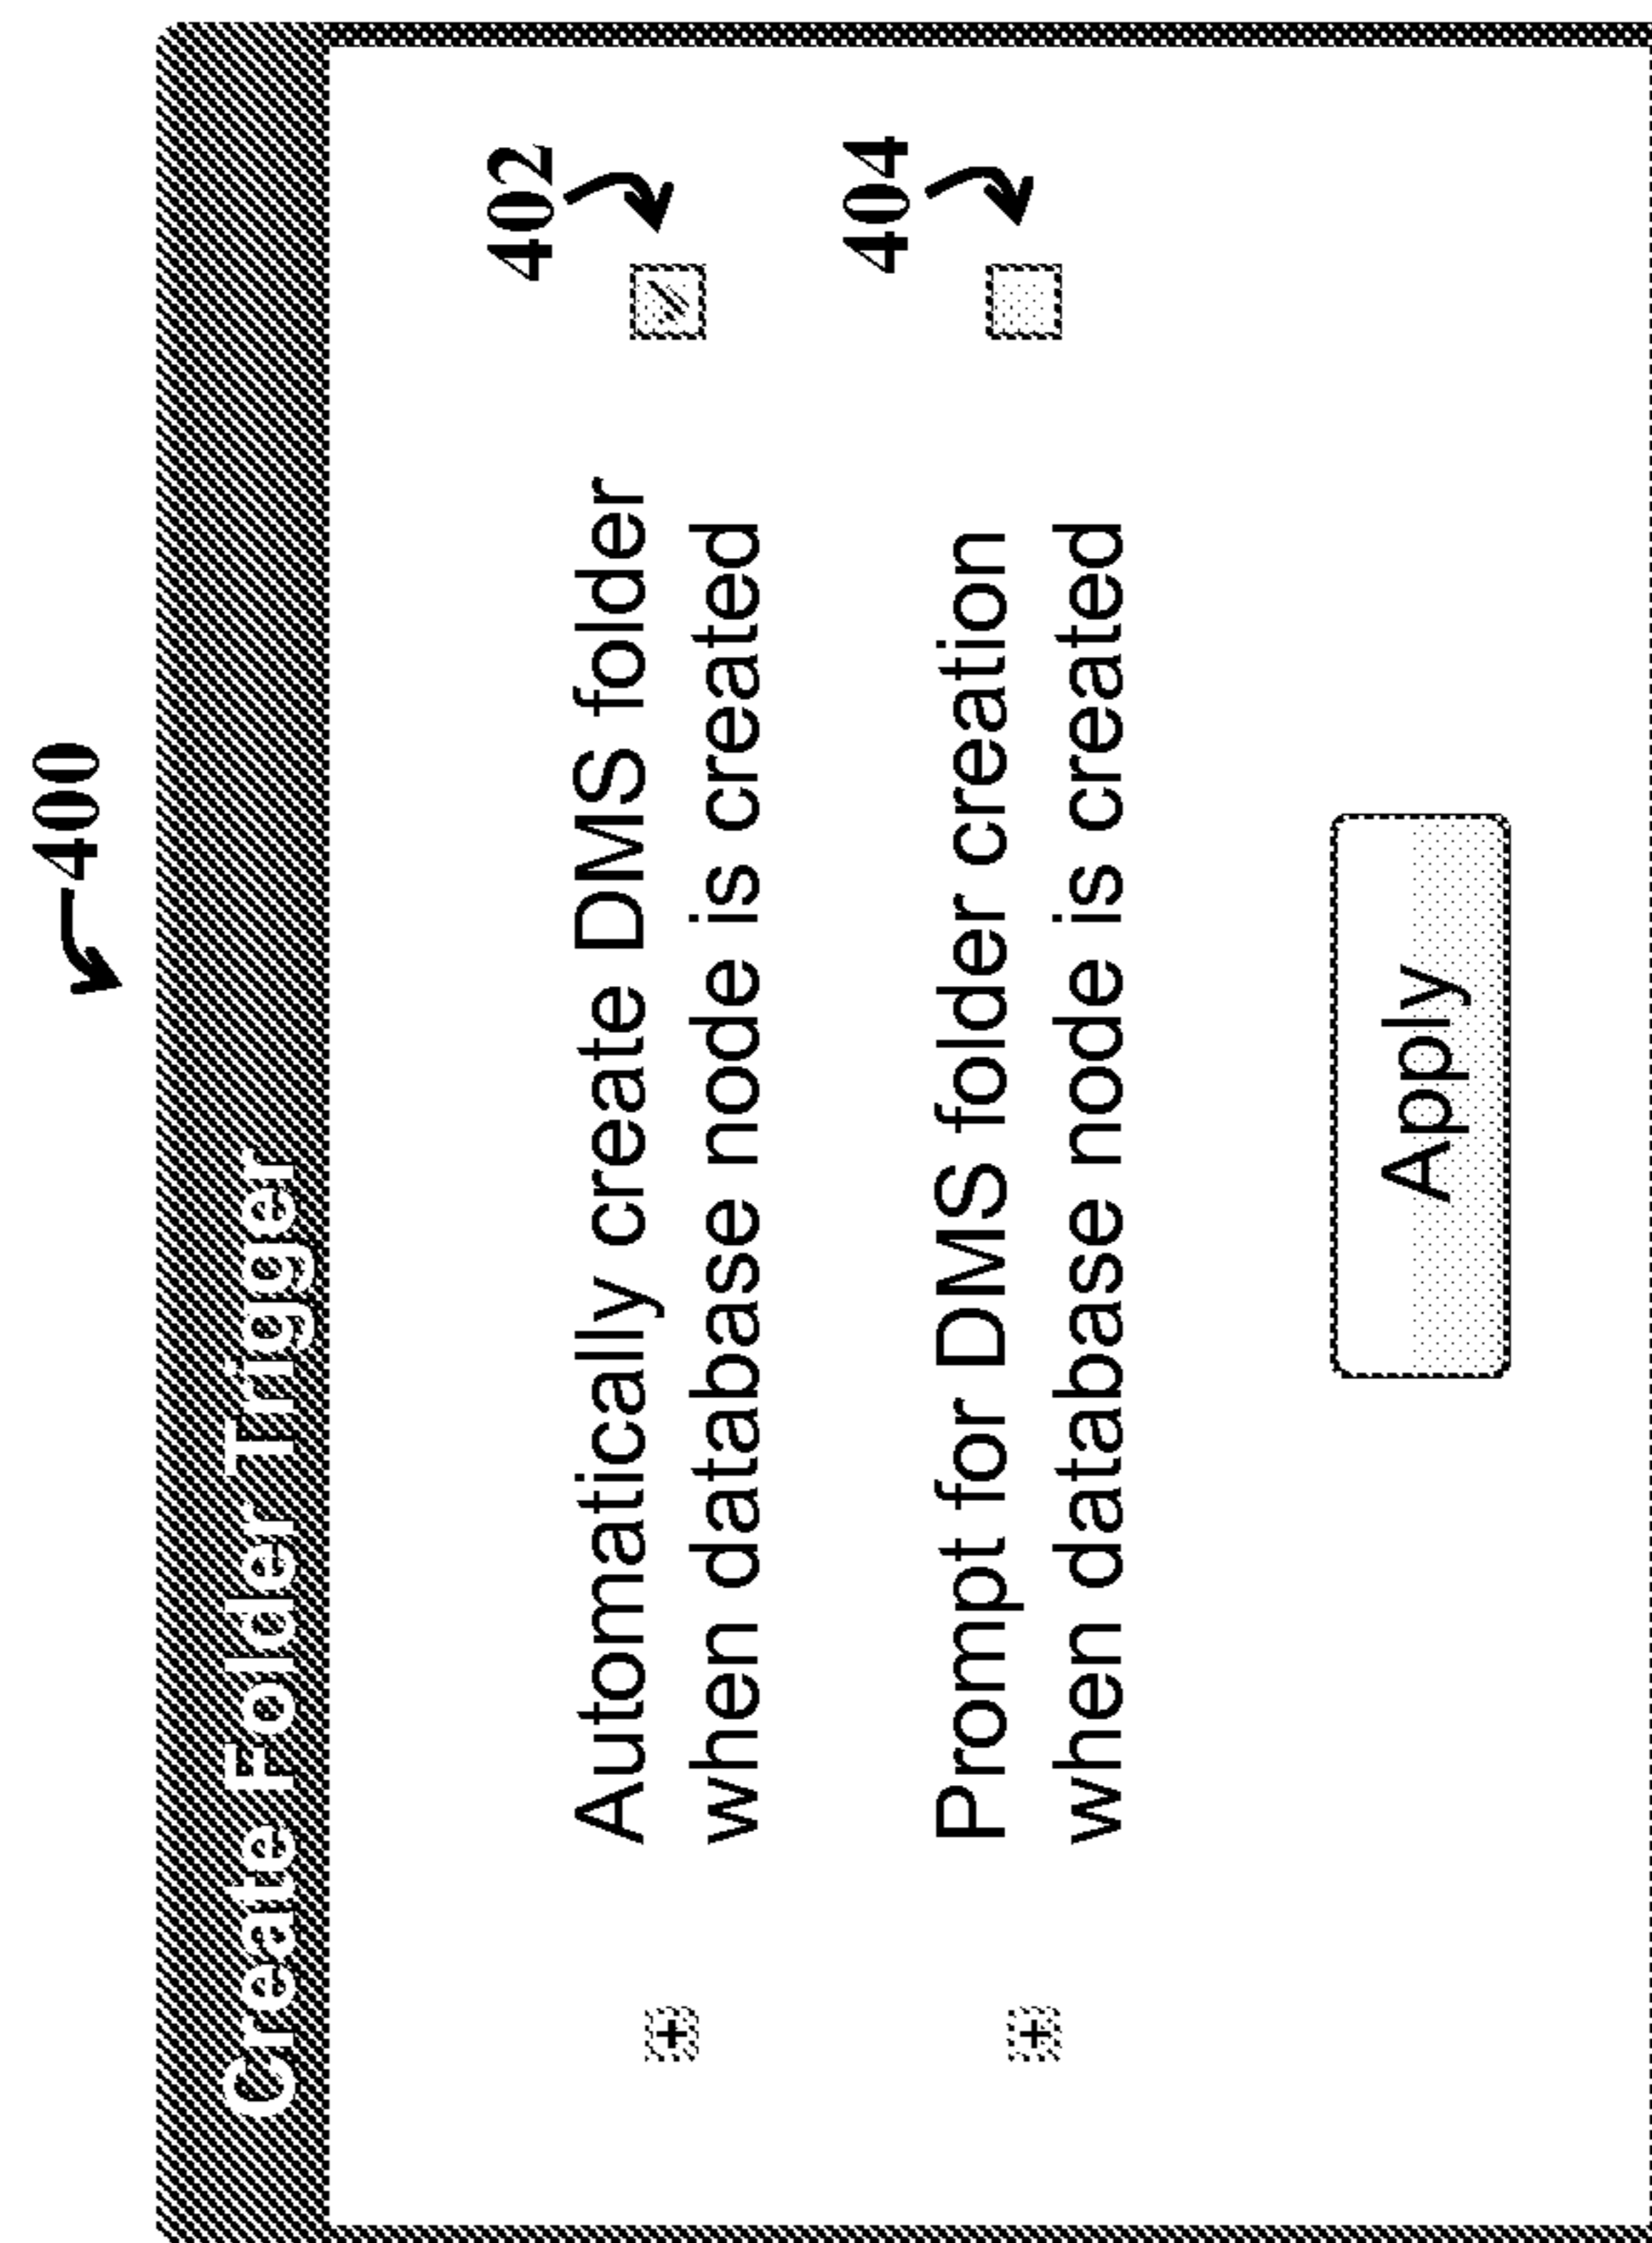 400
Create Folder Trigger
402
Automatically create DMS folder
when database node is created
404
Prompt for DMS folder creation
when database node is created
Apply